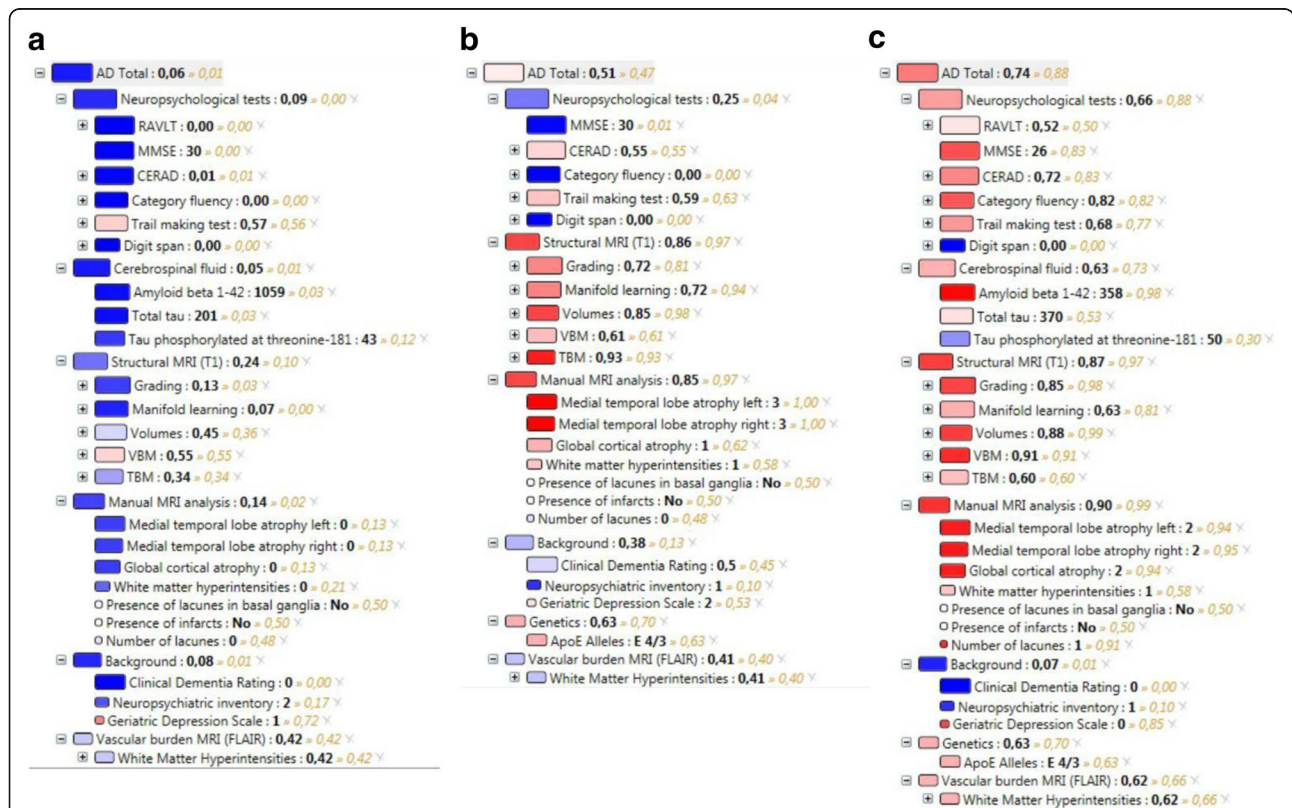 a
AD Total : 0,06 » 0,01
Neuropsychological tests : 0,09 » 0,00
RAVLT : 0,00 » 0,00
MMSE : 30 » 0,00
CERAD : 0,01 » 0,01
Category fluency : 0,00 » 0,00
Trail making test : 0,57 » 0,56
Digit span : 0,00 » 0,00
Cerebrospinal fluid : 0,05 » 0,01
Amyloid beta 1-42 : 1059 » 0,03
Total tau : 201 » 0,03
Tau phosphorylated at threonine-181 : 43 » 0,12
Structural MRI (T1) : 0,24 » 0,10
Grading : 0,13 » 0,03
Manifold learning : 0,07 » 0,00
Volumes : 0,45 » 0,36
VBM : 0,55 » 0,55
TBM : 0,34 » 0,34
Manual MRI analysis : 0,14 » 0,02
Medial temporal lobe atrophy left : 0 » 0,13
Medial temporal lobe atrophy right : 0 » 0,13
Global cortical atrophy : 0 » 0,13
White matter hyperintensities : 0 » 0,21
Presence of lacunes in basal ganglia : No » 0,50
Presence of infarcts : No » 0,50
Number of lacunes : 0 » 0,48
Background : 0,08 » 0,01
Clinical Dementia Rating : 0 » 0,00
Neuropsychiatric inventory : 2 » 0,17
Geriatric Depression Scale : 1 » 0,72
Vascular burden MRI (FLAIR) : 0,42 » 0,42
White Matter Hyperintensities : 0,42 » 0,42
b
AD Total : 0,51 » 0,47
Neuropsychological tests : 0,25 » 0,04
MMSE : 30 » 0,01
CERAD : 0,55 » 0,55
Category fluency : 0,00 » 0,00
Trail making test : 0,59 » 0,63
Digit span : 0,00 » 0,00
Structural MRI (T1) : 0,86 » 0,97
Grading : 0,72 » 0,81
Manifold learning : 0,72 » 0,94
Volumes : 0,85 » 0,98
VBM : 0,61 » 0,61
TBM : 0,93 » 0,93
Manual MRI analysis : 0,85 » 0,97
Medial temporal lobe atrophy left : 3 » 1,00
Medial temporal lobe atrophy right : 3 » 1,00
Global cortical atrophy : 1 » 0,62
White matter hyperintensities : 1 » 0,58
Presence of lacunes in basal ganglia : No » 0,50
Presence of infarcts : No » 0,50
Number of lacunes : 0 » 0,48
Background : 0,38 » 0,13
Clinical Dementia Rating : 0,5 » 0,45
Neuropsychiatric inventory : 1 » 0,10
Geriatric Depression Scale : 2 » 0,53
Genetics : 0,63 » 0,70
ApoE Alleles : E 4/3 » 0,63
Vascular burden MRI (FLAIR) : 0,41 » 0,40
White Matter Hyperintensities : 0,41 » 0,40
c
AD Total : 0,74 » 0,88
Neuropsychological tests : 0,66 » 0,88
RAVLT : 0,52 » 0,50
MMSE : 26 » 0,83
CERAD : 0,72 » 0,83
Category fluency : 0,82 » 0,82
Trail making test : 0,68 » 0,77
Digit span : 0,00 » 0,00
Cerebrospinal fluid : 0,63 » 0,73
Amyloid beta 1-42 : 358 » 0,98
Total tau : 370 » 0,53
Tau phosphorylated at threonine-181 : 50 » 0,30
Structural MRI (T1) : 0,87 » 0,97
Grading : 0,85 » 0,98
Manifold learning : 0,63 » 0,81
Volumes : 0,88 » 0,99
VBM : 0,91 » 0,91
TBM : 0,60 » 0,60
Manual MRI analysis : 0,90 » 0,99
Medial temporal lobe atrophy left : 2 » 0,94
Medial temporal lobe atrophy right : 2 » 0,95
Global cortical atrophy : 2 » 0,94
White matter hyperintensities : 1 » 0,58
Presence of lacunes in basal ganglia : No » 0,50
Presence of infarcts : No » 0,50
Number of lacunes : 1 » 0,91
Background : 0,07 » 0,01
Clinical Dementia Rating : 0 » 0,00
Neuropsychiatric inventory : 1 » 0,10
Geriatric Depression Scale : 0 » 0,85
Genetics : 0,63 » 0,70
ApoE Alleles : E 4/3 » 0,63
Vascular burden MRI (FLAIR) : 0,62 » 0,66
White Matter Hyperintensities : 0,62 » 0,66